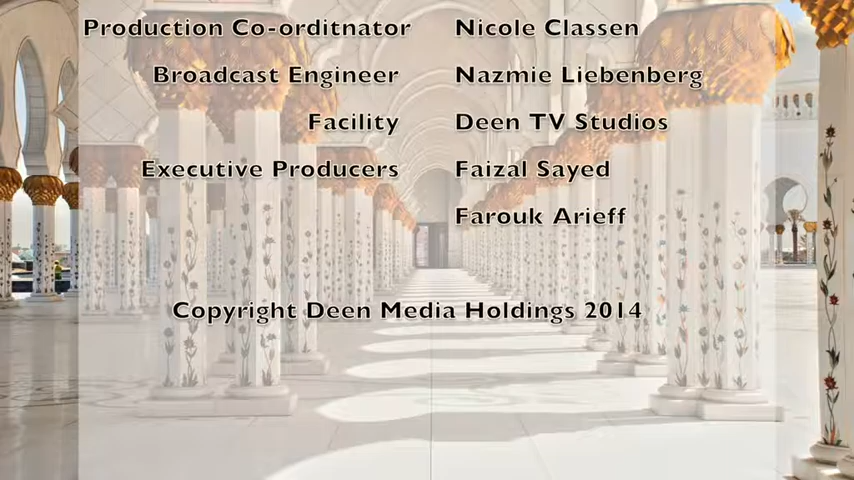 Production Co-orditnator Nicole Classen
Broadcast Engineer Nazmie Liebenberg
Facility Deen TV Studios
Executive Producers Faizal Sayed
Farouk Arieff
Copyright Deen Media Holdings 2014